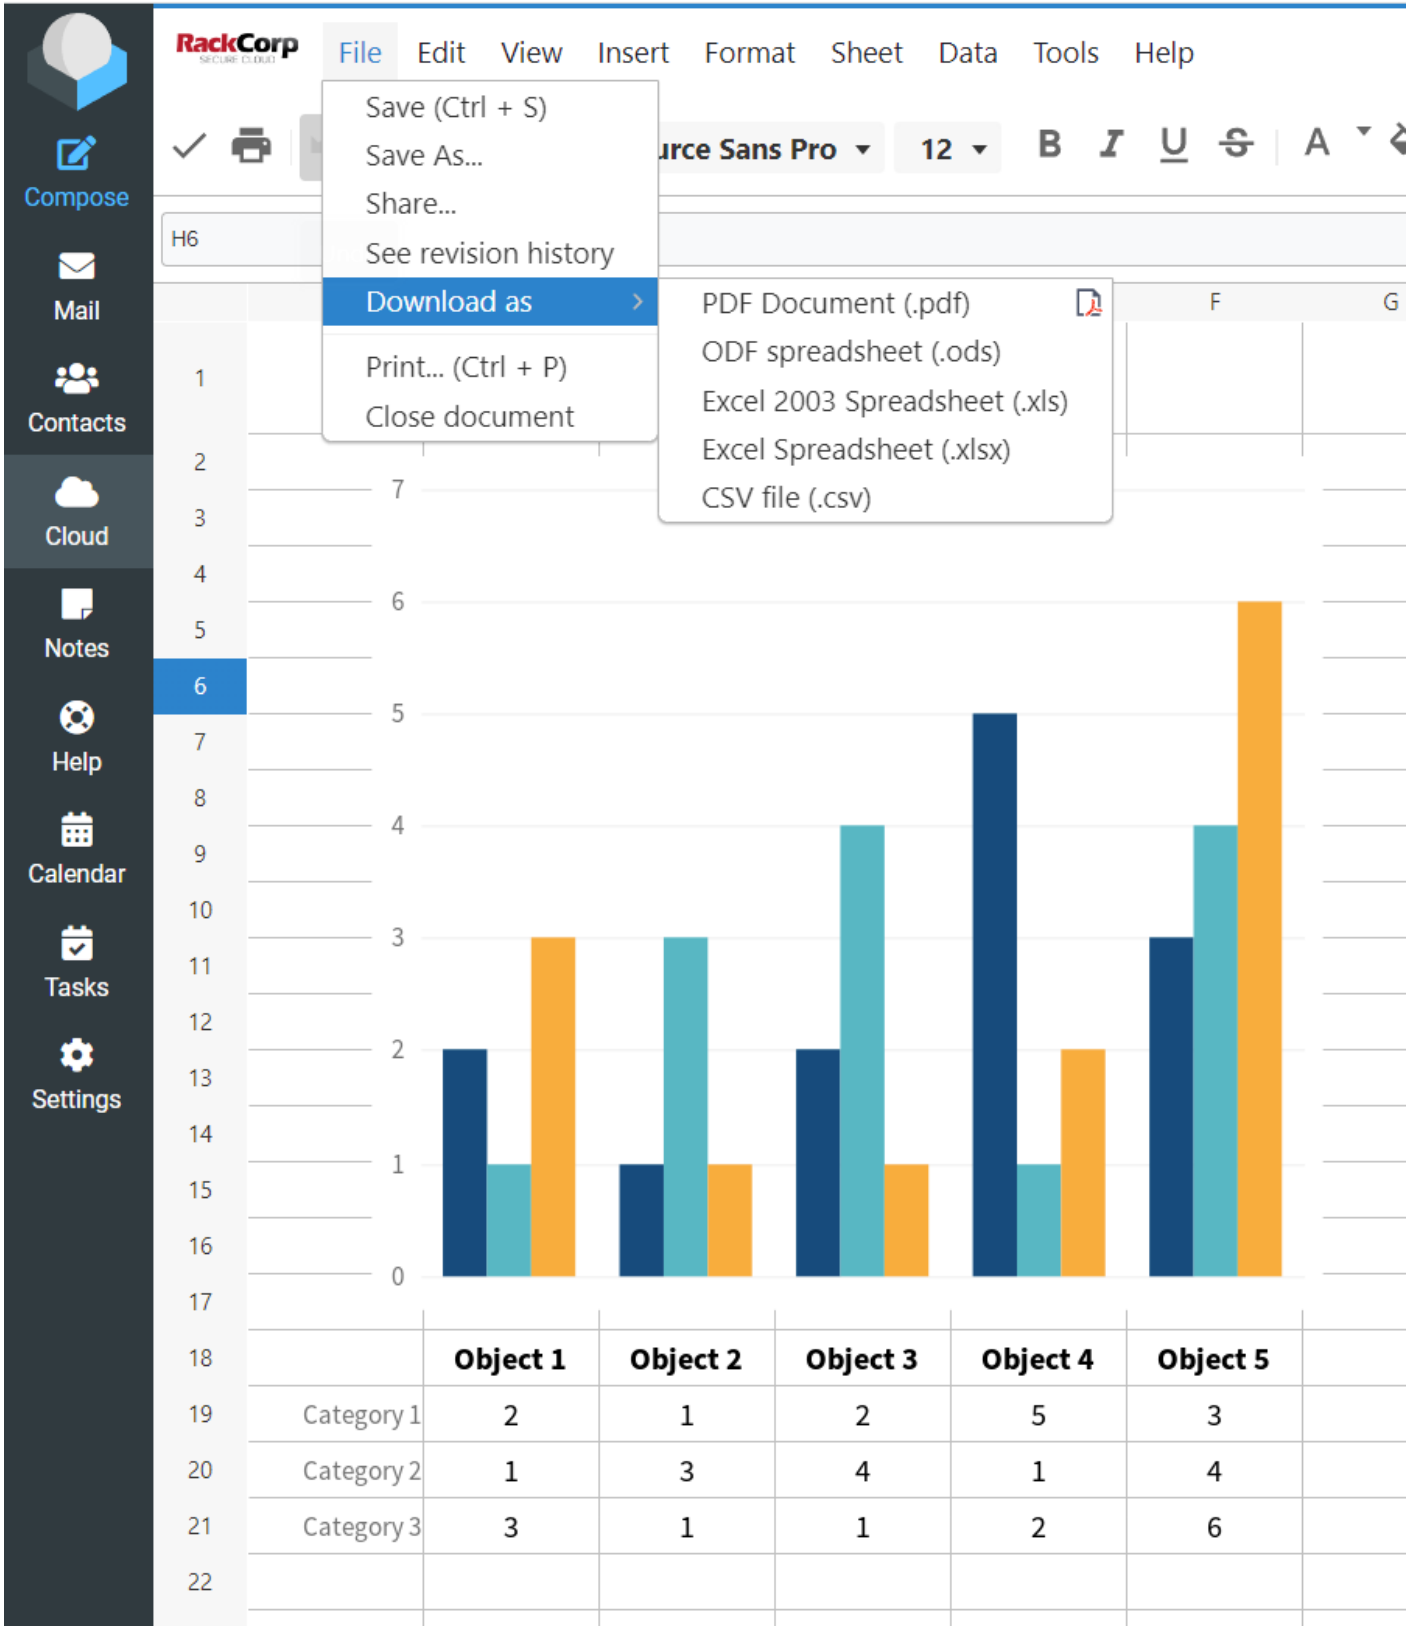 RackCorp
SECURE CLOUD
File Edit View Insert Format Sheet Data Tools Help
Save (Ctrl + S)
Save As...
Share...
See revision history
Download as
Print... (Ctrl + P)
Close document
PDF Document (.pdf)
ODF spreadsheet (.ods)
Excel 2003 Spreadsheet (.xls)
Excel Spreadsheet (.xlsx)
CSV file (.csv)
urce Sans Pro 12 B I U S A
H6
F G
Compose
Mail
Contacts
Cloud
Notes
Help
Calendar
Tasks
Settings
1
2
3
4
5
6
7
8
9
10
11
12
13
14
15
16
17
18
19
20
21
22
7
6
5
4
3
2
1
0
Object 1 Object 2 Object 3 Object 4 Object 5
Category 1 2 1 2 5 3
Category 2 1 3 4 1 4
Category 3 3 1 1 2 6